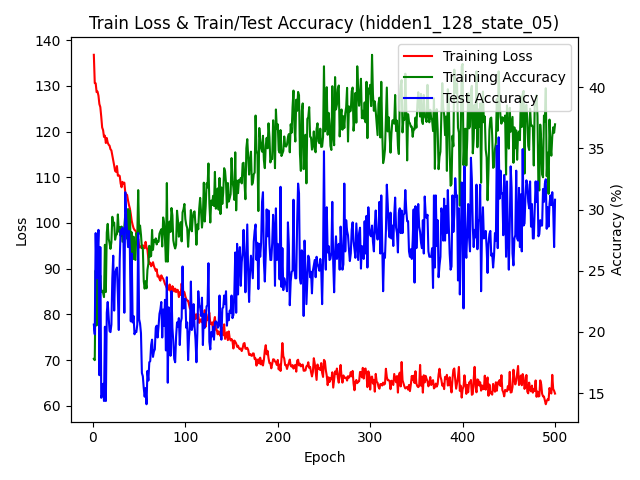 Train Loss & Train/Test Accuracy (hidden1_128_state_05)
Training Loss
Training Accuracy
Test Accuracy
140
130
120
110
100
90
80
70
60
Loss
40
35
30
25
20
15
Accuracy (%)
0 100 200 300 400 500
Epoch